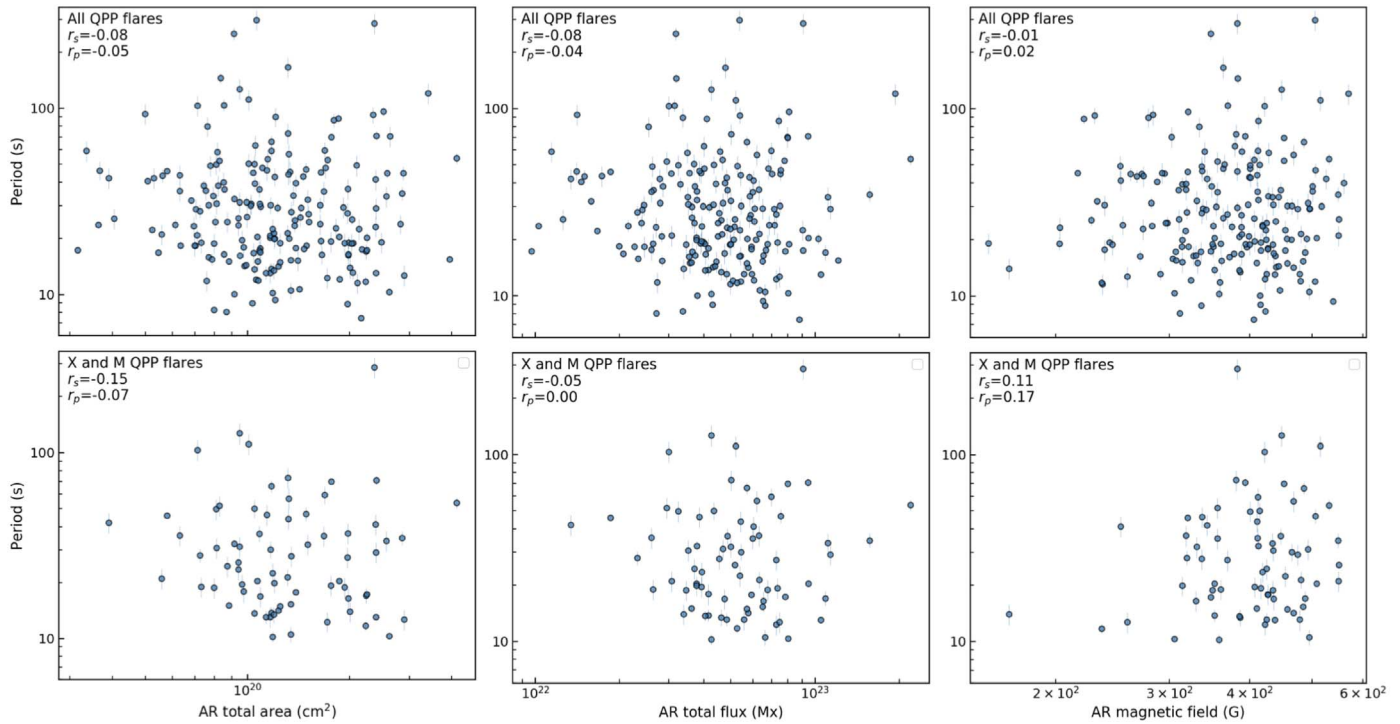 All QPP flares
r_s=-0.08
r_p=-0.05
100
10
Period (s)
All QPP flares
r_s=-0.08
r_p=-0.04
100
10
All QPP flares
r_s=-0.01
r_p=0.02
100
10
X and M QPP flares
r_s=-0.15
r_p=-0.07
100
10
Period (s)
10^20
AR total area (cm^2)
X and M QPP flares
r_s=-0.05
r_p=0.00
100
10
10^22
10^23
AR total flux (Mx)
X and M QPP flares
r_s=0.11
r_p=0.17
100
10
2 × 10^2
3 × 10^2
4 × 10^2
6 × 10^2
AR magnetic field (G)